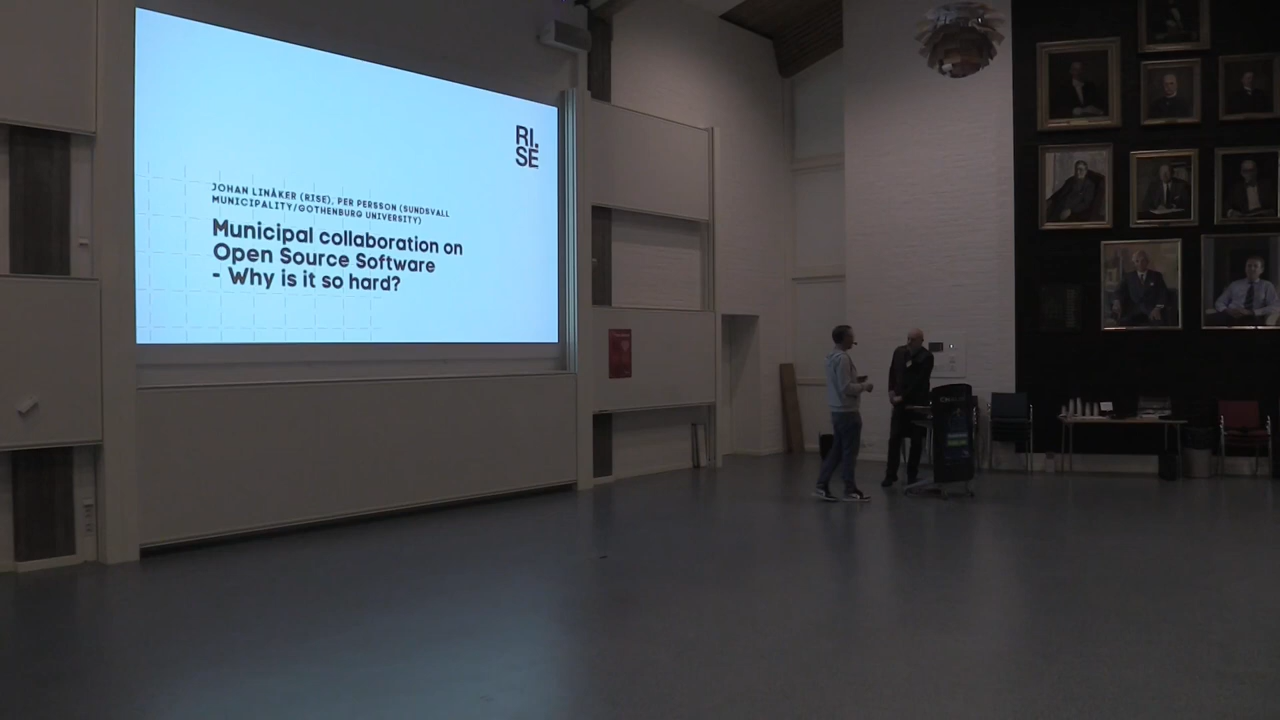 RI.
SE
JOHAN LINÅKER (RISE), PER PERSSON (SUNDSVALL
MUNICIPALITY/GOTHENBURG UNIVERSITY)
Municipal collaboration on
Open Source Software
- Why is it so hard?